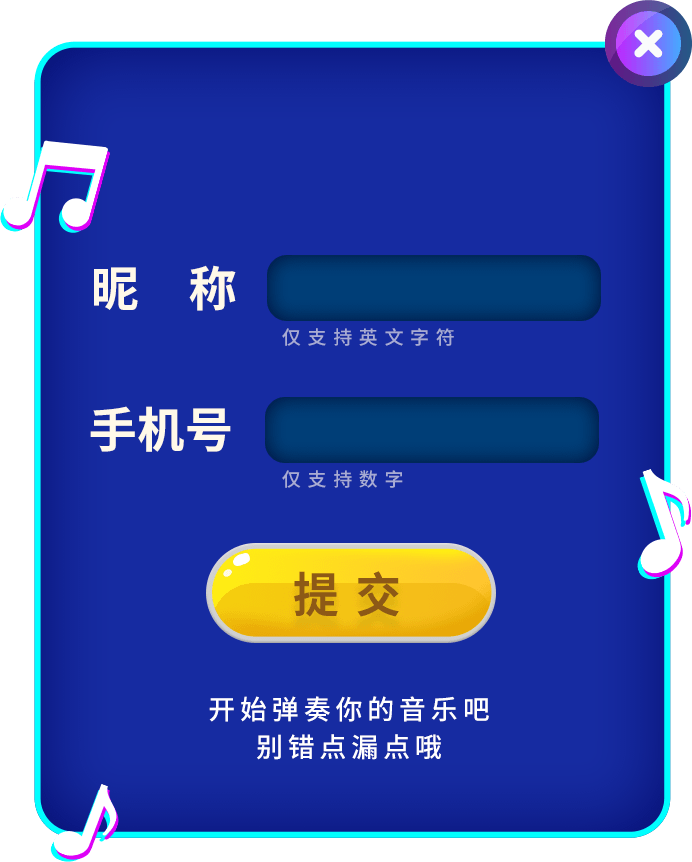 昵 称
仅支持英文字符
手机号
仅支持数字
提交
开始弹奏你的音乐吧
别错点漏点哦